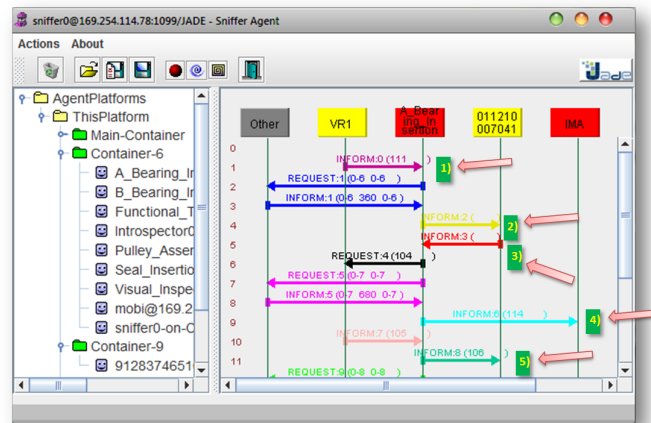 sniffer0@169.254.114.78:1099/JADE - Sniffer Agent
Actions About
Jade
AgentPlatforms
ThisPlatform
Main-Container
Container-6
A_Bearing_Ir
B_Bearing_In
Functional_T
Introspector0
Pulley_Asser
Seal_Insertio
Visual_Inspe
mobi@169.2
sniffer0-on-C
Container-9
9128374651
Other
VR1
A_Bear
ing_In
sertion
011210
007041
IMA
0
1
2
3
4
5
6
7
8
9
10
11
INFORM:0 (111 )
REQUEST:1 (0-6 0-6 )
INFORM:1 (0-6 360 0-6 )
INFORM:2 ( )
INFORM:3 ( )
REQUEST:4 (104 )
REQUEST:5 (0-7 0-7 )
INFORM:5 (0-7 680 0-7 )
INFORM:6 (114 )
INFORM:7 (105 )
INFORM:8 (106 )
REQUEST:9 (0-8 0-8 )
1)
2)
3)
4)
5)